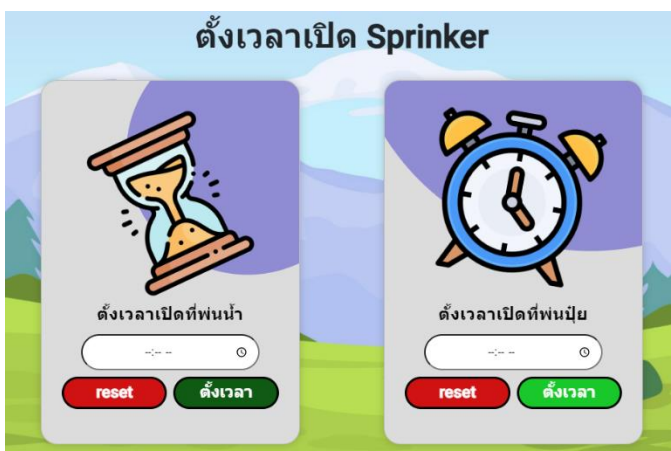 ตั้งเวลาเปิด Sprinker
ตั้งเวลาเปิดที่พ่นน้ำ
--:-- --
reset
ตั้งเวลา
ตั้งเวลาเปิดที่พ่นปุ๋ย
--:-- --
reset
ตั้งเวลา